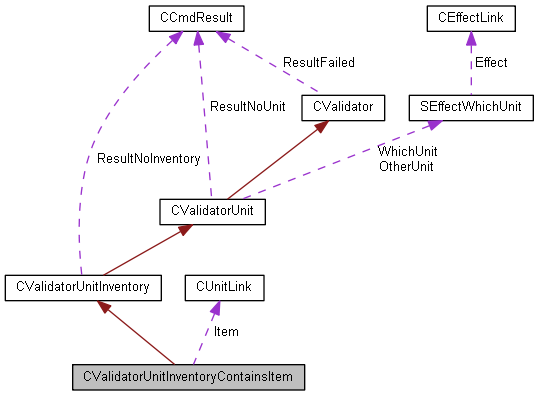 CCmdResult
CEffectLink
ResultFailed
Effect
ResultNoUnit
CValidator
SEffectWhichUnit
ResultNoInventory
WhichUnit
OtherUnit
CValidatorUnit
CValidatorUnitInventory
CUnitLink
Item
CValidatorUnitInventoryContainsItem